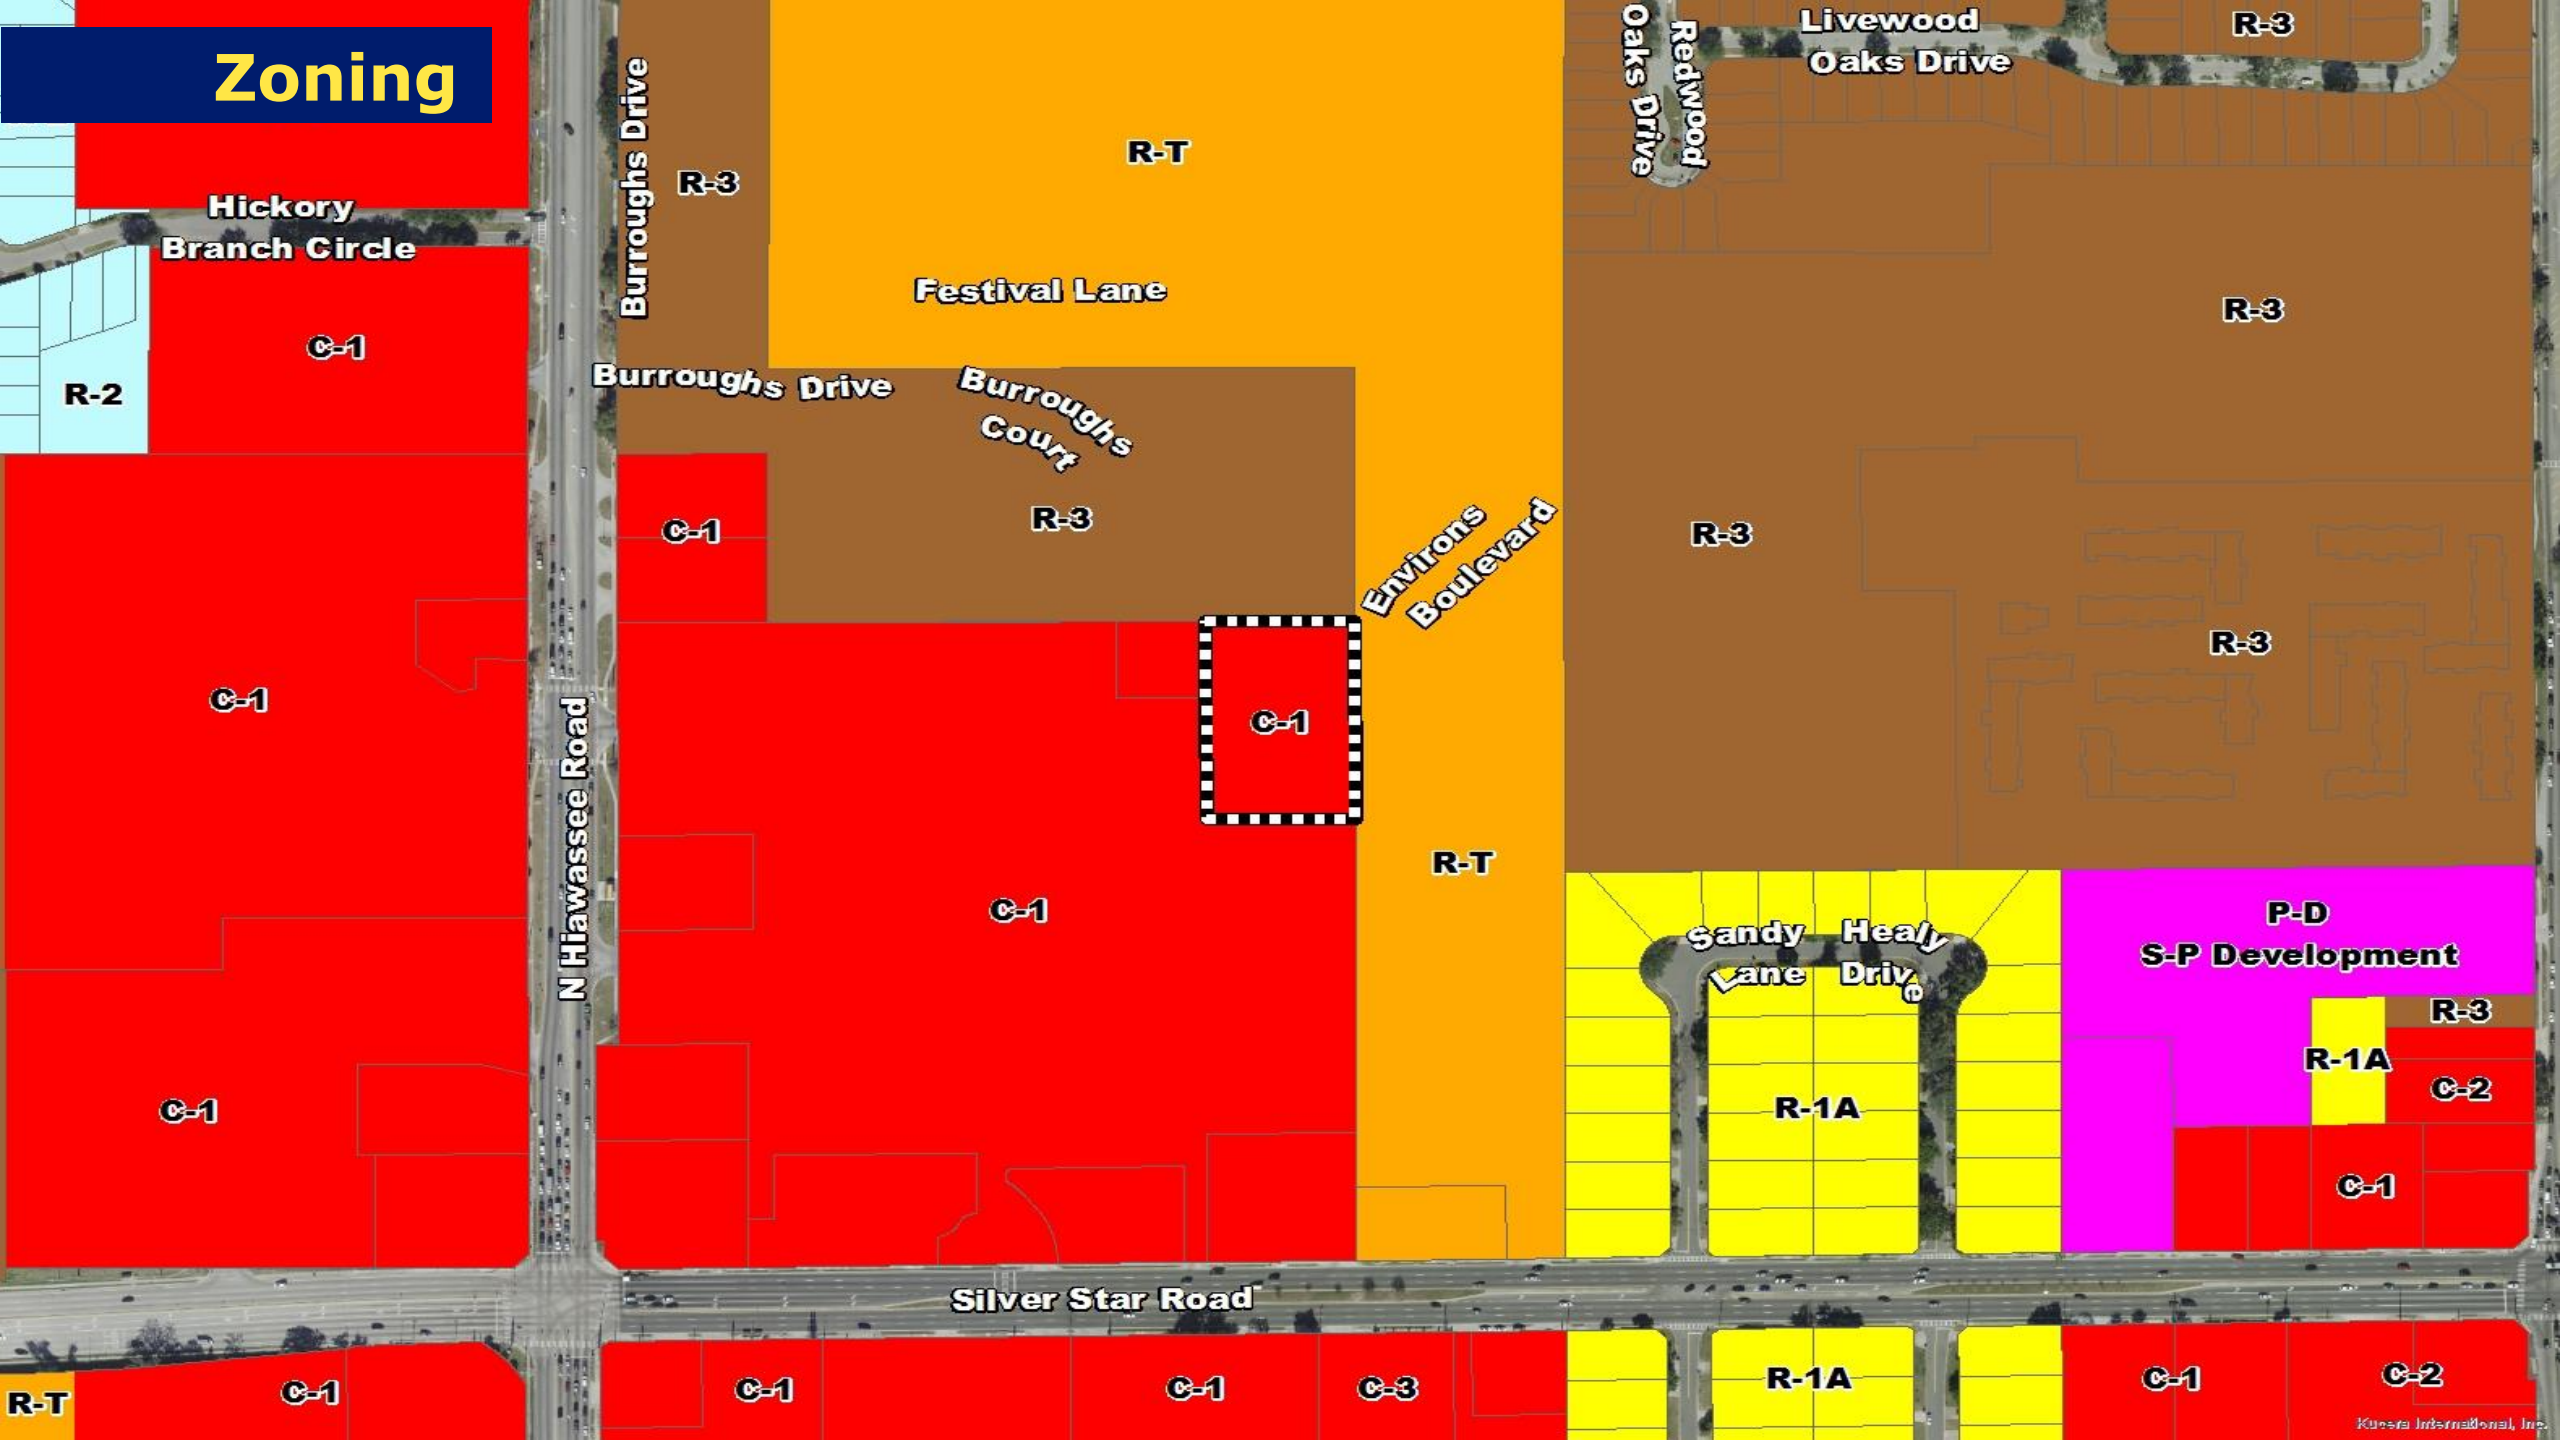 Zoning
Livewood
Oaks Drive
R-3
Redwood
Oaks Drive
Burroughs Drive
R-3
R-T
Hickory
Branch Circle
Festival Lane
R-3
C-1
R-2
Burroughs Drive
Burroughs
Court
C-1
R-3
Environs
Boulevard
R-3
R-3
C-1
N Hiawassee Road
C-1
R-T
C-1
Sandy
Lane
Healy
Drive
P-D
S-P Development
R-3
R-1A
C-2
C-1
R-1A
C-1
Silver Star Road
R-T
C-1
C-1
C-1
C-3
R-1A
C-1
C-2
Kucera International, Inc.